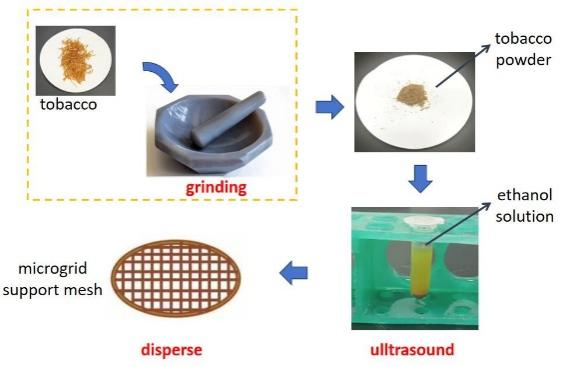 tobacco
grinding
tobacco
powder
ethanol
solution
ulltrasound
microgrid
support mesh
disperse